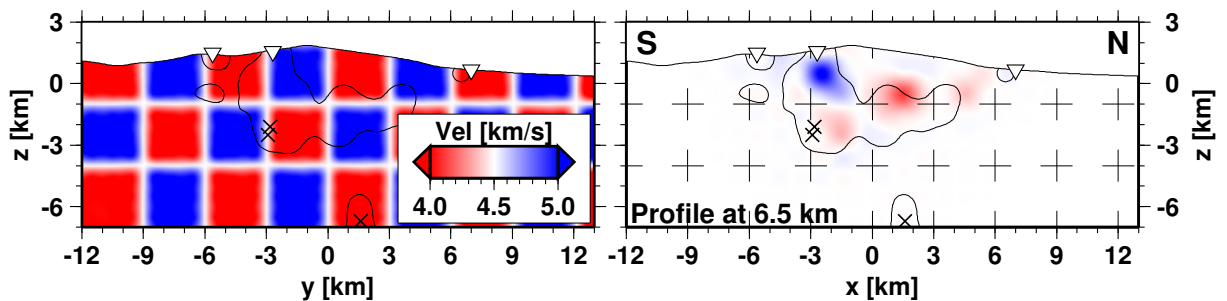 3
0
-3
-6
z [km]
-12 -9 -6 -3 0 3 6 9 12
y [km]
Vel [km/s]
4.0 4.5 5.0
S N
Profile at 6.5 km
3
0
-3
-6
z [km]
-12 -9 -6 -3 0 3 6 9 12
x [km]